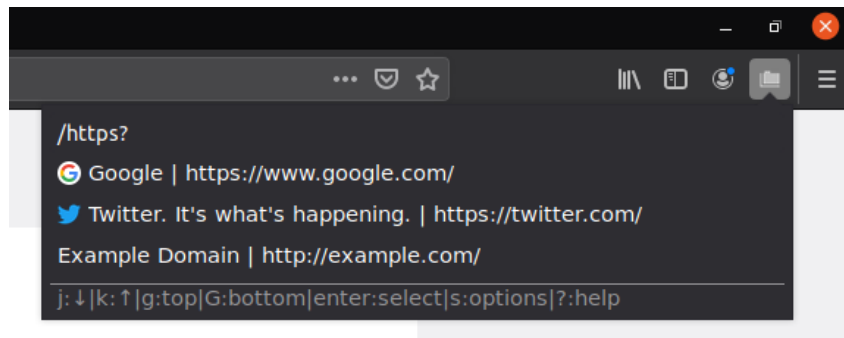 /https?
Google | https://www.google.com/
Twitter. It's what's happening. | https://twitter.com/
Example Domain | http://example.com/
j:↓|k:↑|g:top|G:bottom|enter:select|s:options|?:help